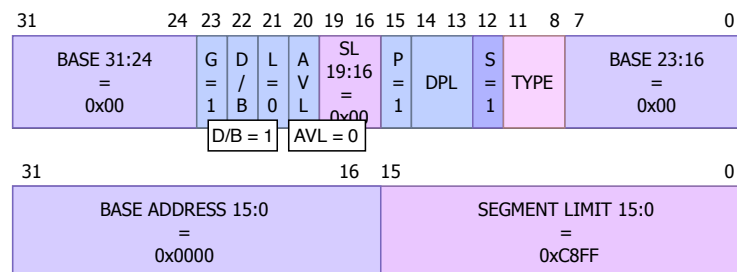 31 24 23 22 21 20 19 16 15 14 13 12 11 8 7 0
BASE 31:24
=
0x00
G
=
1
D
/
B
L
=
0
A
V
L
SL
19:16
=
0x00
P
=
1
DPL
S
=
1
TYPE
BASE 23:16
=
0x00
D/B = 1
AVL = 0
31 16 15 0
BASE ADDRESS 15:0
=
0x0000
SEGMENT LIMIT 15:0
=
0xC8FF